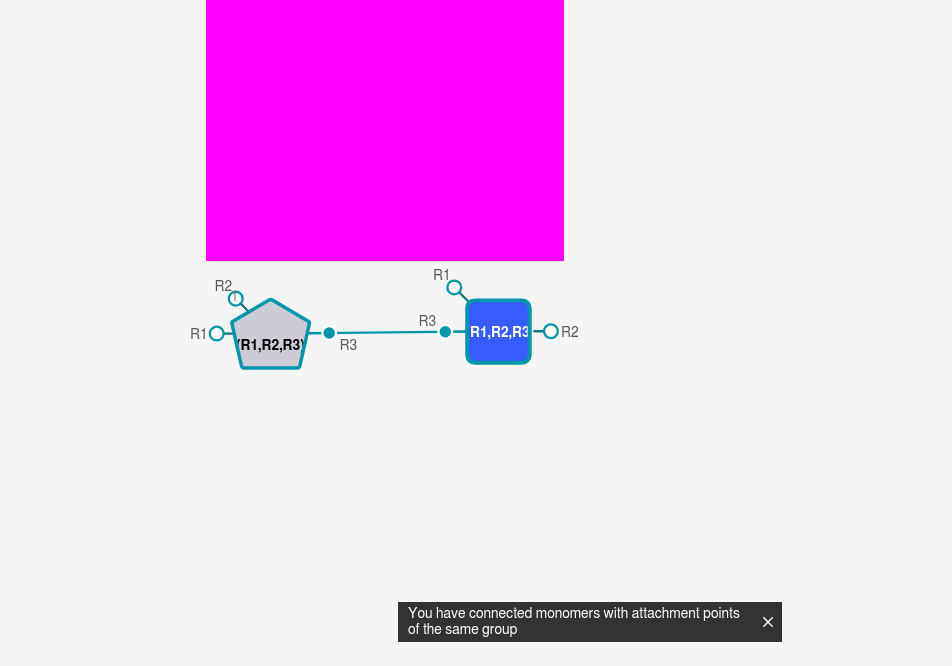 R1
R2
R3
R1
(R1,R2,R3)
R3
R1,R2,R3
R2
You have connected monomers with attachment points
of the same group